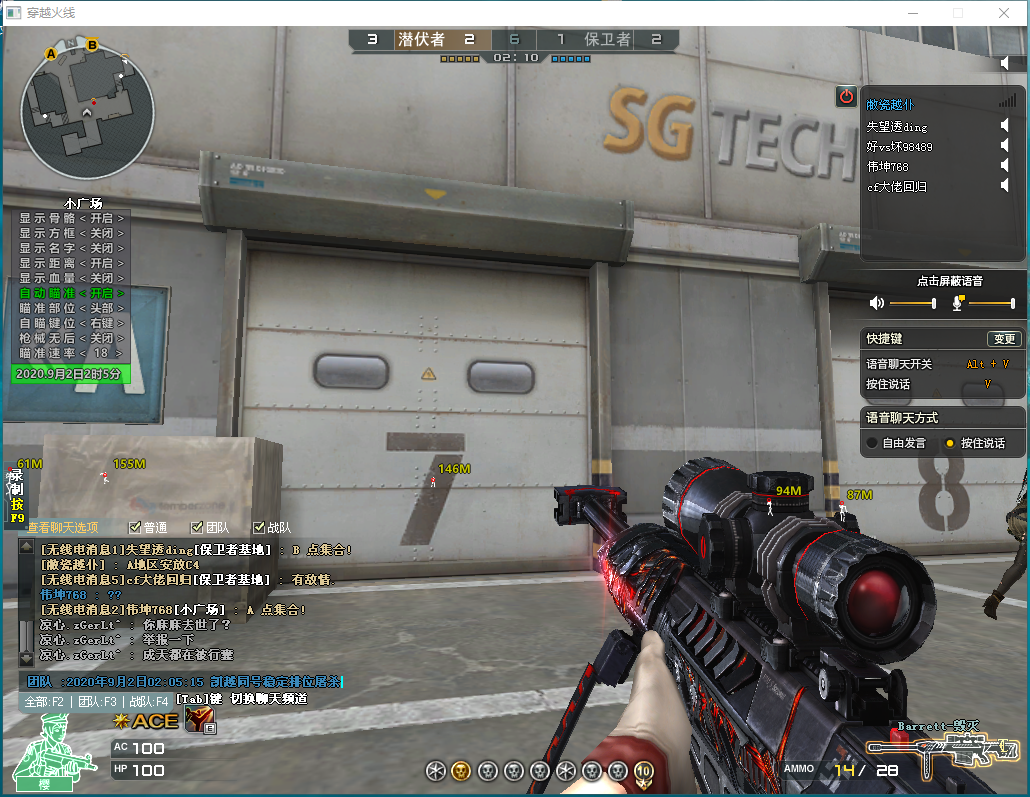 穿越火线
3 潜伏者 2 6 1 保卫者 2
02:10
A N B
SG TECH
敝瓷越仆
失望透ding
好vs坏98489
伟坤768
cf大佬回归
小广场
显示骨骼 < 开启 >
显示方框 < 关闭 >
显示名字 < 关闭 >
显示距离 < 开启 >
显示血量 < 关闭 >
自动瞄准 < 开启 >
瞄准部位 < 头部 >
自瞄键位 < 右键 >
枪械无后 < 关闭 >
瞄准速率 < 18 >
2020.9月2日2时5分
点击屏蔽语音
快捷键 变更
语音聊天开关 Alt + V
按住说话 V
语音聊天方式
自由发言 按住说话
7
8
61M
155M
146M
94M
87M
录制按F9
查看聊天选项 普通 团队 战队
[无线电消息1]失望透ding[保卫者基地] : B 点集合!
[敝瓷越仆] : A地区安放C4
[无线电消息5]cf大佬回归[保卫者基地] : 有敌情.
伟坤768 : ??
[无线电消息2]伟坤768[小广场] : A 点集合!
凉心.zGerLt^ : 你麻麻去世了?
凉心.zGerLt^ : 举报一下
凉心.zGerLt^ : 成天都在被行塞
团队 :2020年9月2日02:05:15 凯越同号稳定排位屠杀
全部:F2 | 团队:F3 | 战队:F4 [Tab]键 切换聊天频道
ACE E
AC 100
HP 100
樱
10
Barrett-毁灭
AMMO 14/ 28